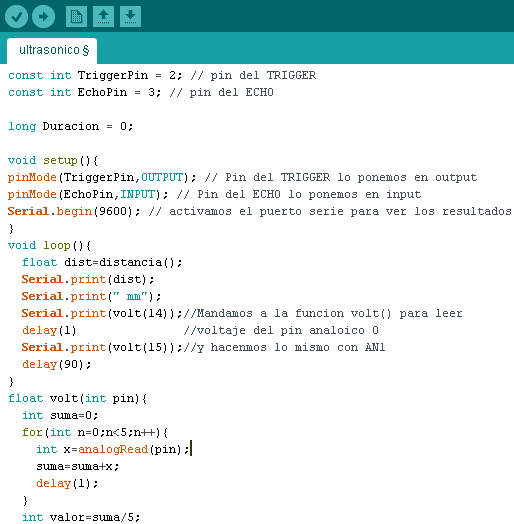 ultrasonico §
const int TriggerPin = 2; // pin del TRIGGER
const int EchoPin = 3; // pin del ECHO
long Duracion = 0;
void setup(){
pinMode(TriggerPin,OUTPUT); // Pin del TRIGGER lo ponemos en output
pinMode(EchoPin,INPUT); // Pin del ECHO lo ponemos en input
Serial.begin(9600); // activamos el puerto serie para ver los resultados
}
void loop(){
  float dist=distancia();
  Serial.print(dist);
  Serial.print(" mm");
  Serial.print(volt(14));//Mandamos a la funcion volt() para leer
  delay(1)               //voltaje del pin analoico 0
  Serial.print(volt(15));//y hacenmos lo mismo con AN1
  delay(90);
}
float volt(int pin){
  int suma=0;
  for(int n=0;n<5;n++){
    int x=analogRead(pin);
    suma=suma+x;
    delay(1);
  }
  int valor=suma/5;